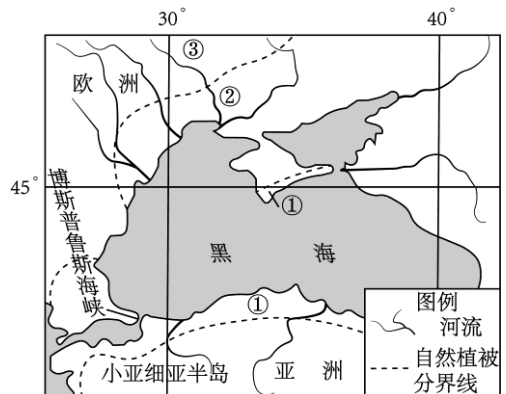 30° 40°
③
欧 洲
②
45°
①
博斯普鲁斯海峡
黑 海
①
图例
河流
自然植被
分界线
小亚细亚半岛 亚 洲